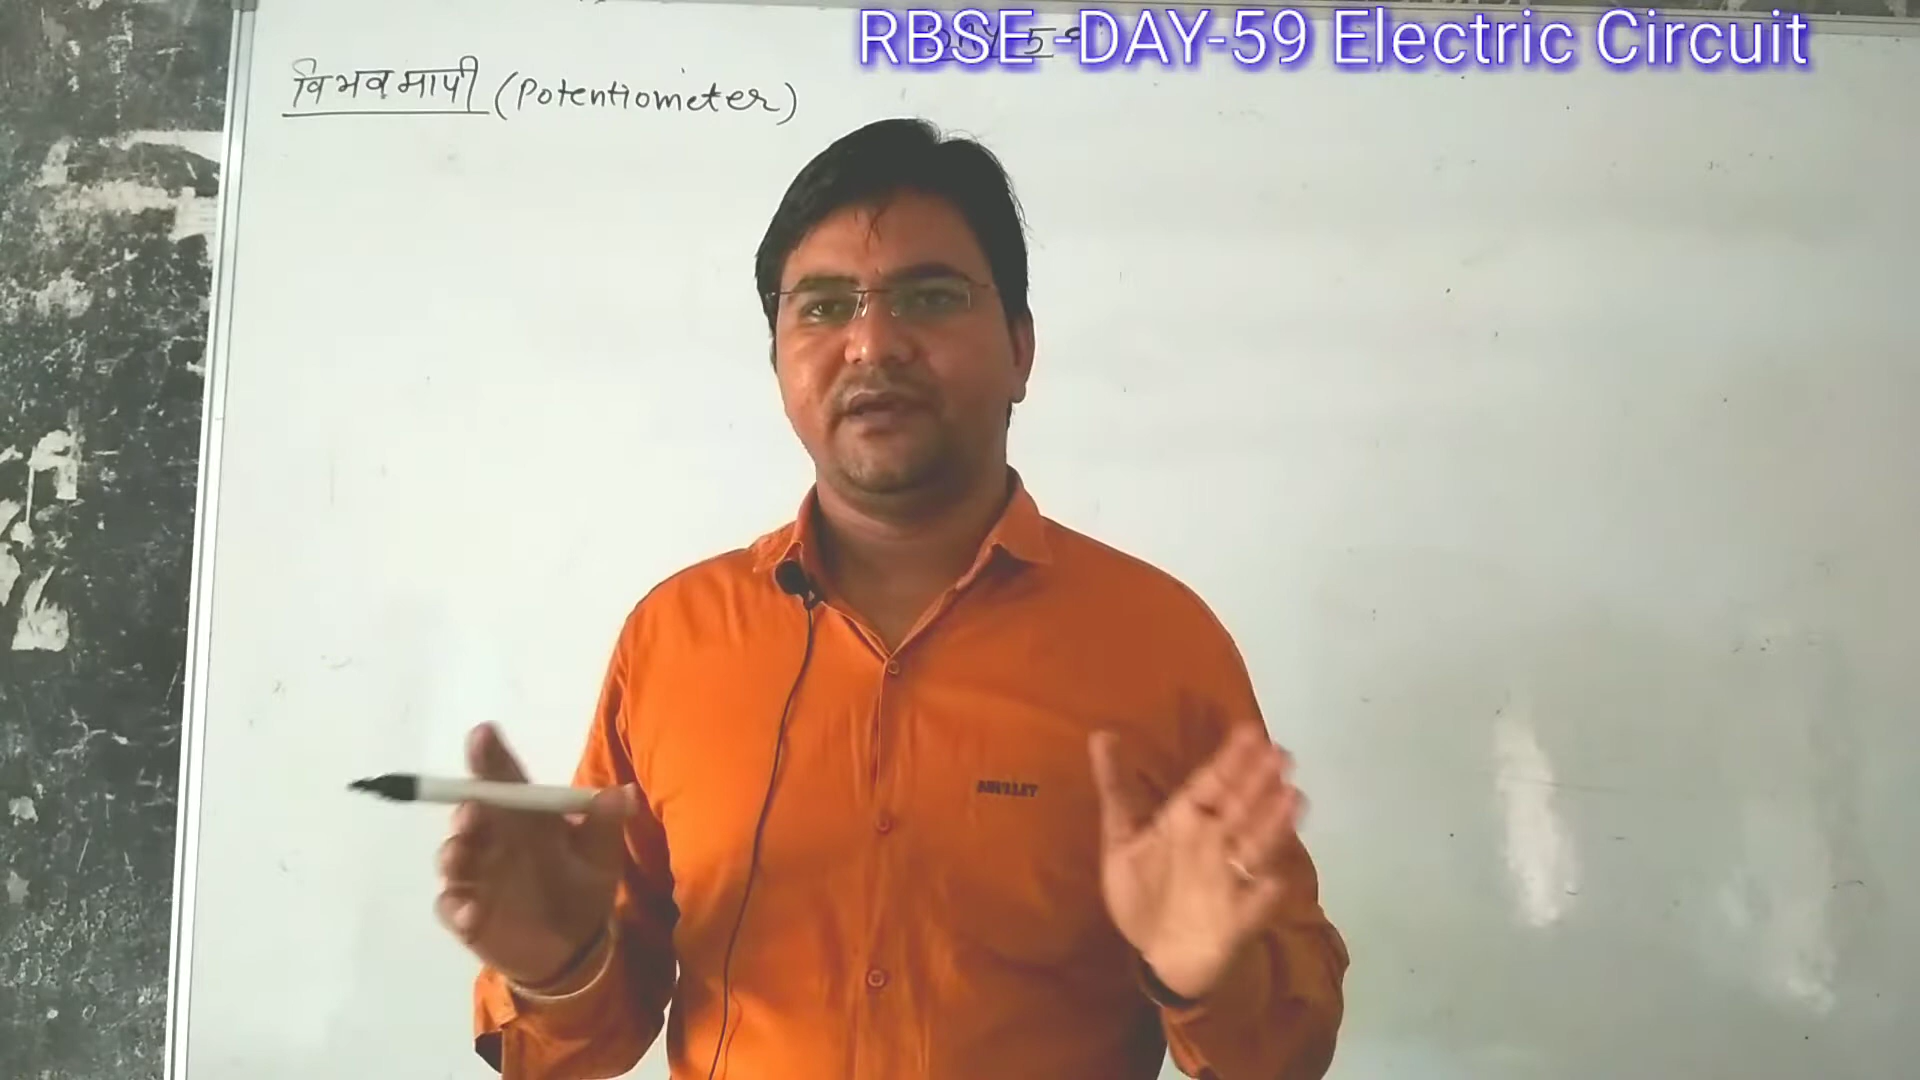 RBSE-DAY-59 Electric Circuit
विभवमापी (Potentiometer)